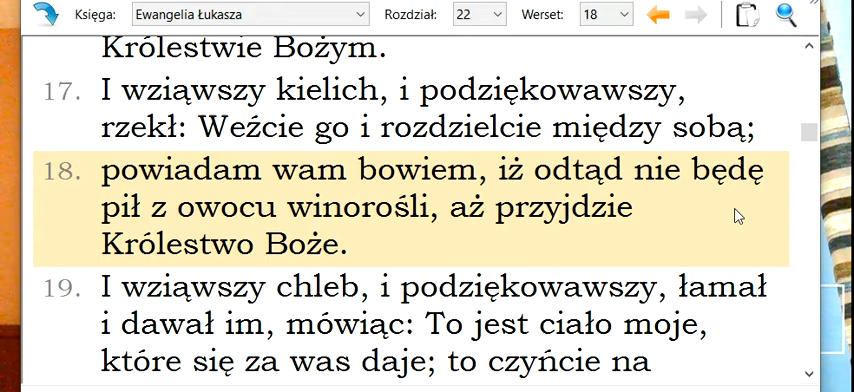 Księga: Ewangelia Łukasza Rozdział: 22 Werset: 18
Królestwie Bożym.
17. I wziąwszy kielich, i podziękowawszy,
rzekł: Weźcie go i rozdzielcie między sobą;
18. powiadam wam bowiem, iż odtąd nie będę
pił z owocu winorośli, aż przyjdzie
Królestwo Boże.
19. I wziąwszy chleb, i podziękowawszy, łamał
i dawał im, mówiąc: To jest ciało moje,
które się za was daje; to czyńcie na